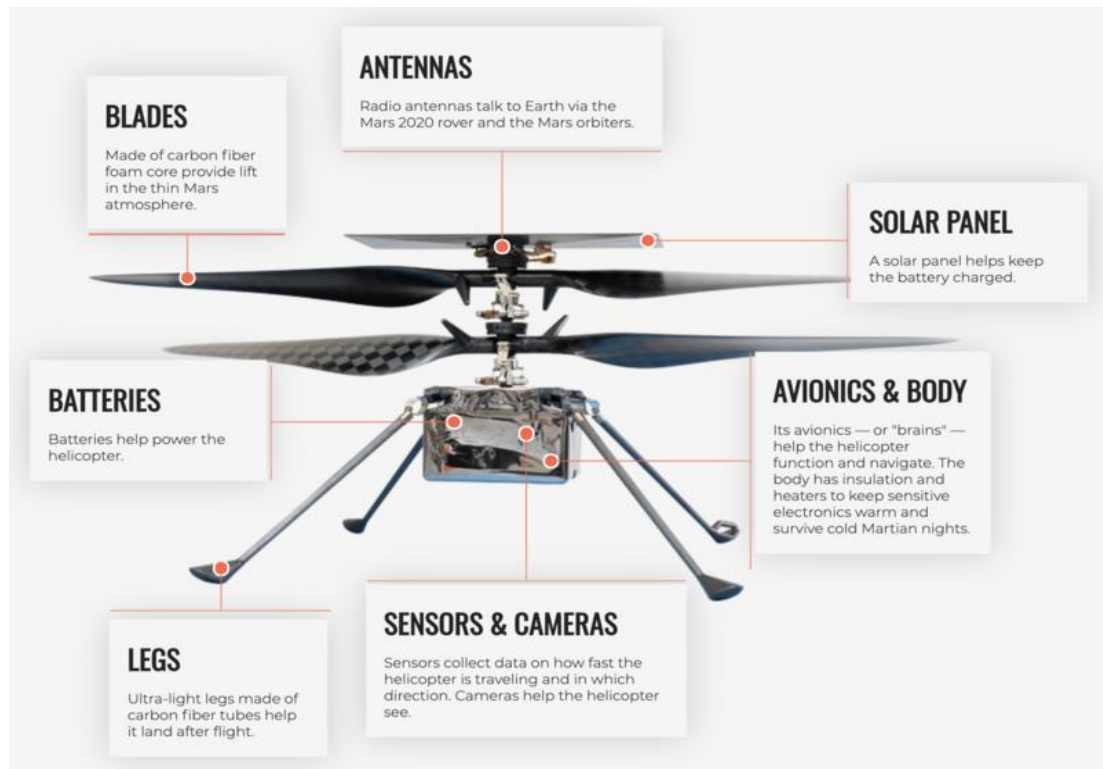 ANTENNAS
Radio antennas talk to Earth via the
Mars 2020 rover and the Mars orbiters.
BLADES
Made of carbon fiber
foam core provide lift
in the thin Mars
atmosphere.
SOLAR PANEL
A solar panel helps keep
the battery charged.
BATTERIES
Batteries help power the
helicopter.
AVIONICS & BODY
Its avionics — or "brains" —
help the helicopter
function and navigate. The
body has insulation and
heaters to keep sensitive
electronics warm and
survive cold Martian nights.
LEGS
Ultra-light legs made of
carbon fiber tubes help
it land after flight.
SENSORS & CAMERAS
Sensors collect data on how fast the
helicopter is traveling and in which
direction. Cameras help the helicopter
see.